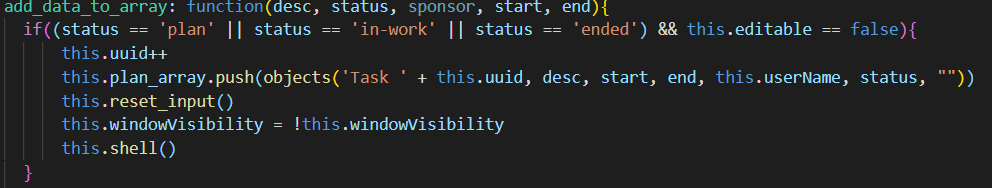 add_data_to_array: function(desc, status, sponsor, start, end){
if((status == 'plan' || status == 'in-work' || status == 'ended') && this.editable == false){
this.uuid++
this.plan_array.push(objects('Task ' + this.uuid, desc, start, end, this.userName, status, ""))
this.reset_input()
this.windowVisibility = !this.windowVisibility
this.shell()
}